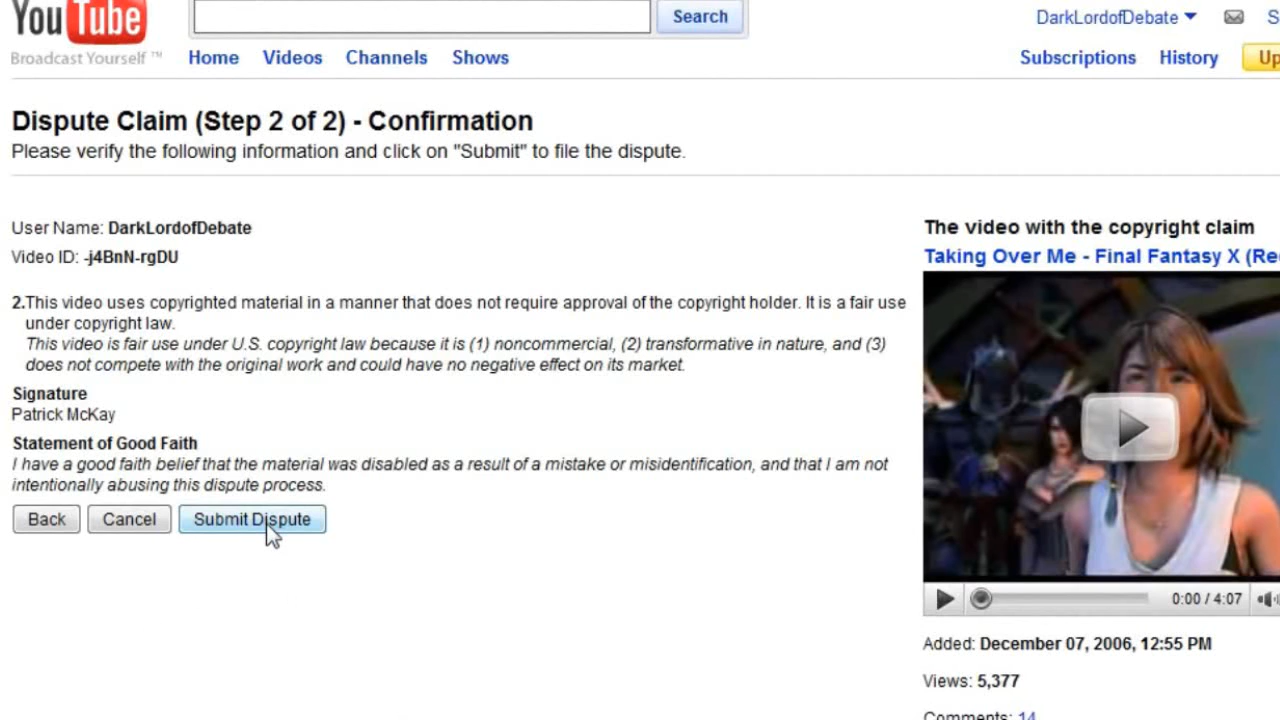 YouTube
Search
DarkLordofDebate
Broadcast Yourself ™
Home Videos Channels Shows
Subscriptions History Up
Dispute Claim (Step 2 of 2) - Confirmation
Please verify the following information and click on "Submit" to file the dispute.
User Name: DarkLordofDebate
Video ID: -j4BnN-rgDU
2.This video uses copyrighted material in a manner that does not require approval of the copyright holder. It is a fair use
under copyright law.
This video is fair use under U.S. copyright law because it is (1) noncommercial, (2) transformative in nature, and (3)
does not compete with the original work and could have no negative effect on its market.
Signature
Patrick McKay
Statement of Good Faith
I have a good faith belief that the material was disabled as a result of a mistake or misidentification, and that I am not
intentionally abusing this dispute process.
Back Cancel Submit Dispute
The video with the copyright claim
Taking Over Me - Final Fantasy X (Re
0:00 / 4:07
Added: December 07, 2006, 12:55 PM
Views: 5,377
Comments: 14